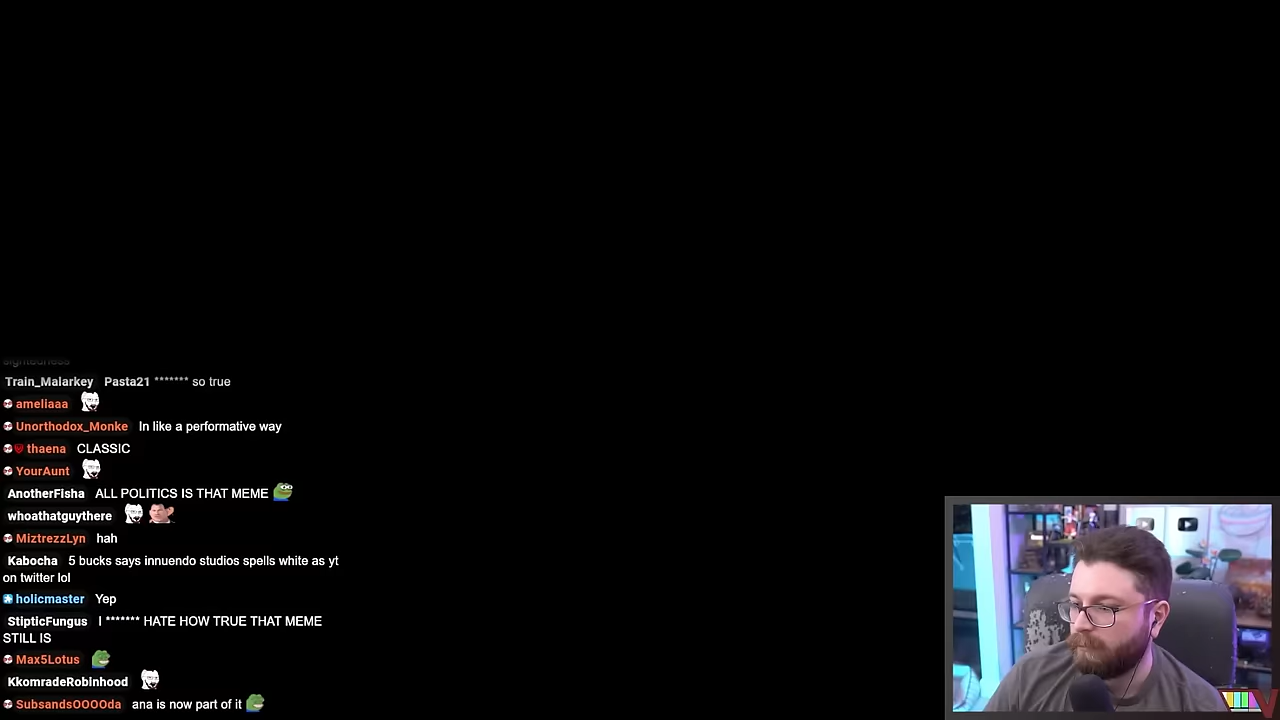 sightedness
Train_Malarkey Pasta21 ******* so true
ameliaaa
Unorthodox_Monke In like a performative way
thaena CLASSIC
YourAunt
AnotherFisha ALL POLITICS IS THAT MEME
whoathatguythere
MiztrezzLyn hah
Kabocha 5 bucks says innuendo studios spells white as yt
on twitter lol
holicmaster Yep
StipticFungus I ******* HATE HOW TRUE THAT MEME
STILL IS
Max5Lotus
KkomradeRobinhood
SubsandsOOOOda ana is now part of it